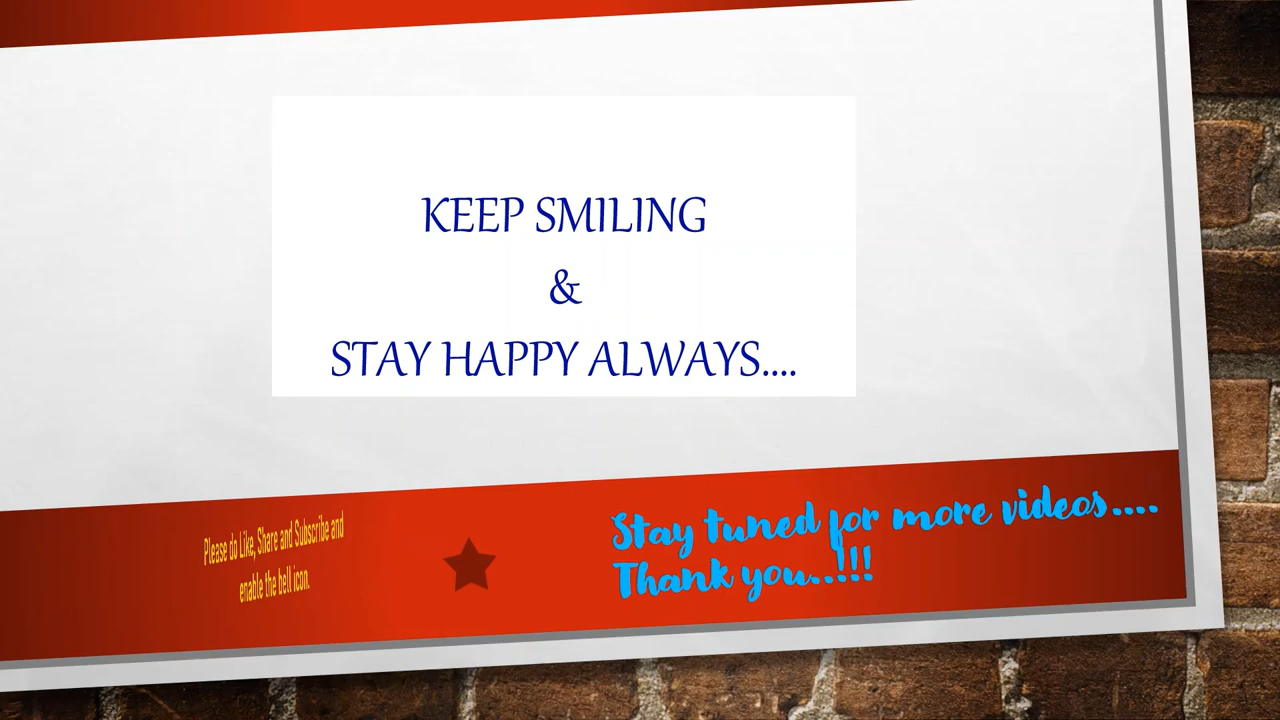 KEEP SMILING
&
STAY HAPPY ALWAYS....
Please do Like, Share and Subscribe and
enable the bell icon.
Stay tuned for more videos....
Thank you..!!!